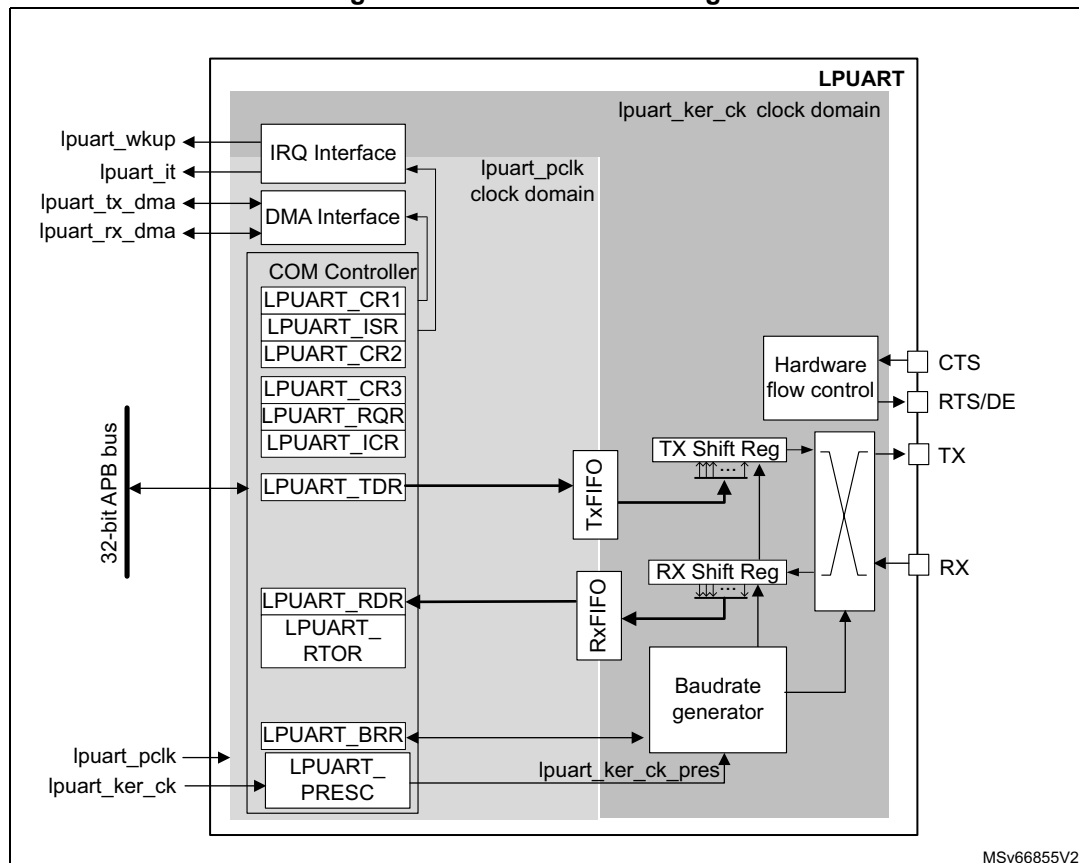 LPUART
lpuart_ker_ck clock domain
lpuart_wkup
IRQ Interface
lpuart_it
lpuart_pclk
clock domain
lpuart_tx_dma
DMA Interface
lpuart_rx_dma
COM Controller
LPUART_CR1
LPUART_ISR
LPUART_CR2
LPUART_CR3
LPUART_RQR
LPUART_ICR
Hardware
flow control
CTS
RTS/DE
32-bit APB bus
LPUART_TDR
TxFIFO
TX Shift Reg
...
TX
LPUART_RDR
LPUART_
RTOR
RxFIFO
RX Shift Reg
...
RX
Baudrate
generator
LPUART_BRR
LPUART_
PRESC
lpuart_ker_ck_pres
lpuart_pclk
lpuart_ker_ck
MSv66855V2